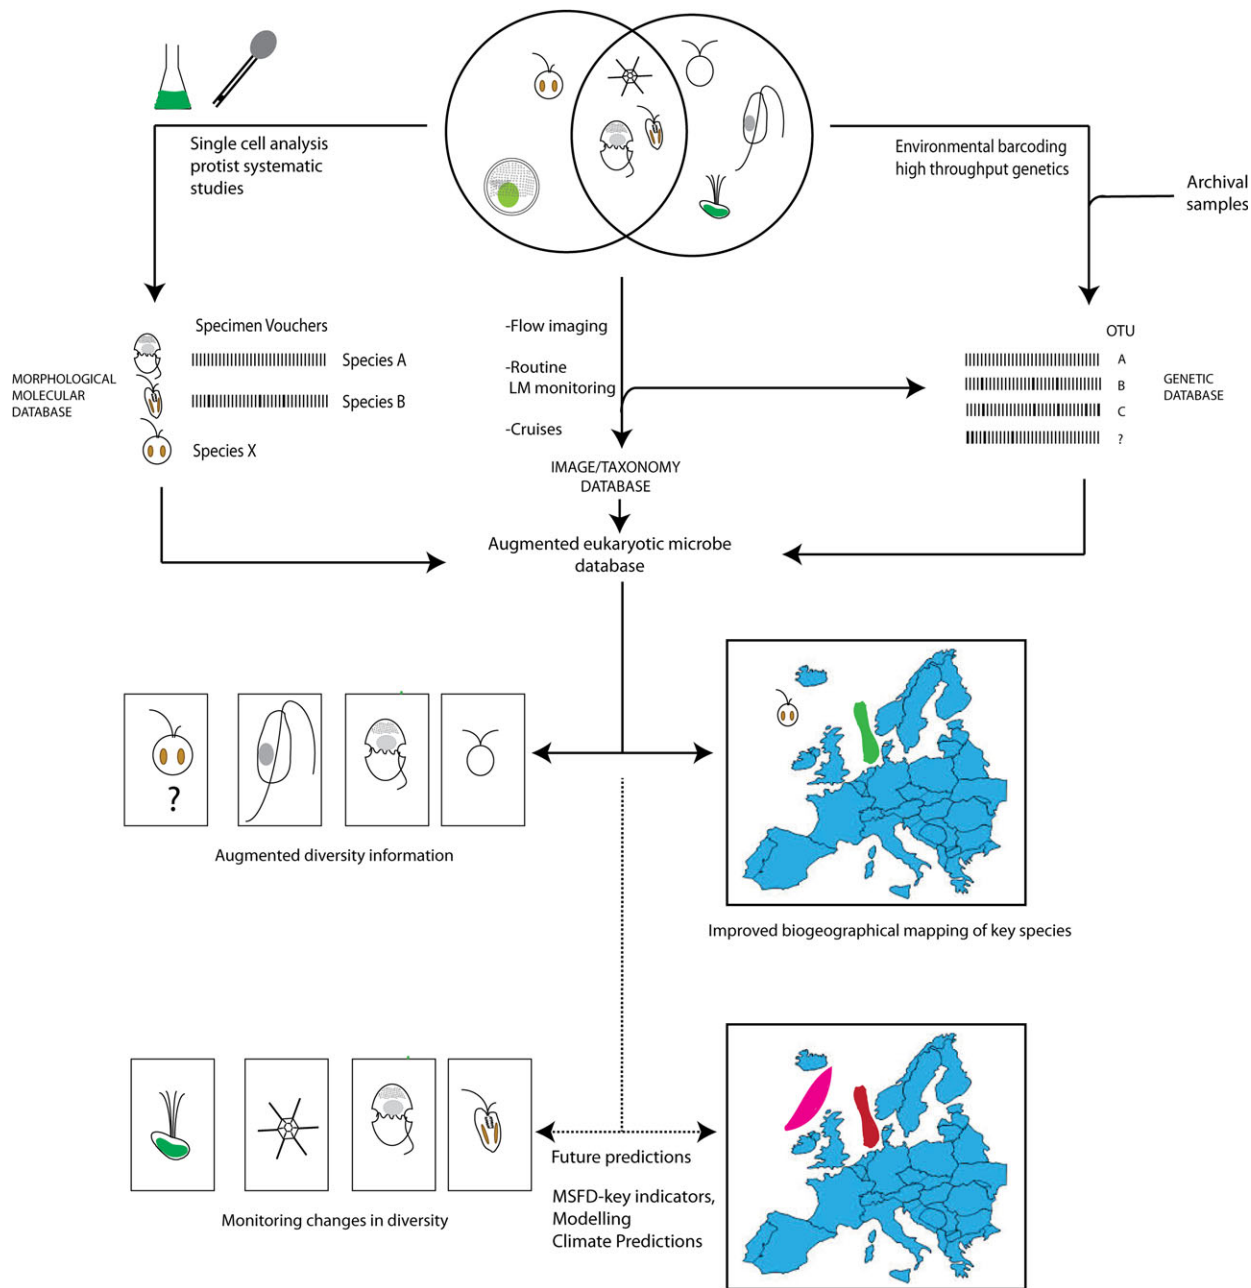 Single cell analysis
protist systematic
studies
Environmental barcoding
high throughput genetics
Archival
samples
Specimen Vouchers
Species A
Species B
Species X
MORPHOLOGICAL
MOLECULAR
DATABASE
-Flow imaging
-Routine
LM monitoring
-Cruises
IMAGE/TAXONOMY
DATABASE
OTU
A
B
C
?
GENETIC
DATABASE
Augmented eukaryotic microbe
database
?
Augmented diversity information
Improved biogeographical mapping of key species
Monitoring changes in diversity
Future predictions
MSFD-key indicators,
Modelling
Climate Predictions